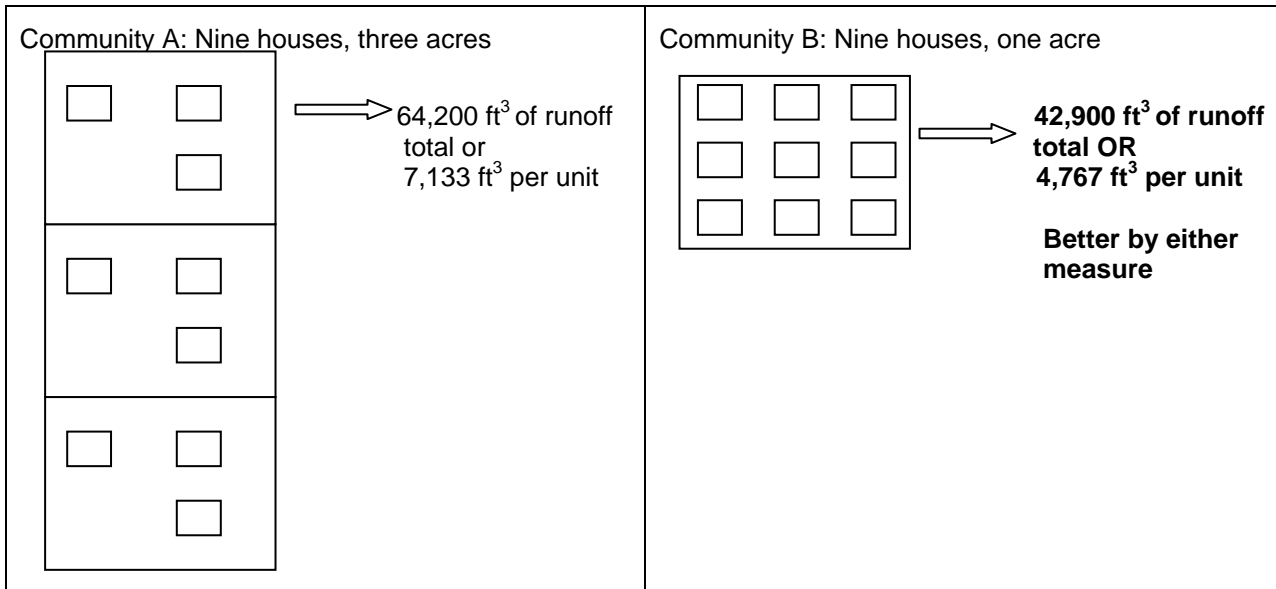 Community A: Nine houses, three acres
64,200 ft³ of runoff
total or
7,133 ft³ per unit
Community B: Nine houses, one acre
42,900 ft³ of runoff
total OR
4,767 ft³ per unit
Better by either
measure